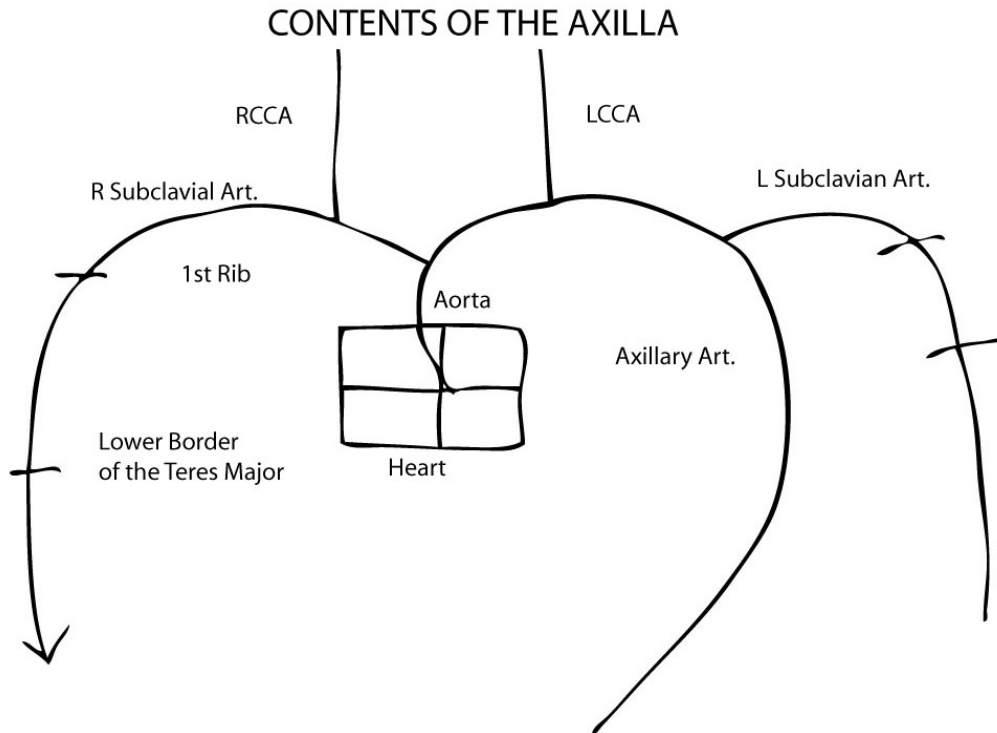 CONTENTS OF THE AXILLA
RCCA
LCCA
R Subclavial Art.
L Subclavian Art.
1st Rib
Aorta
Axillary Art.
Lower Border
of the Teres Major
Heart